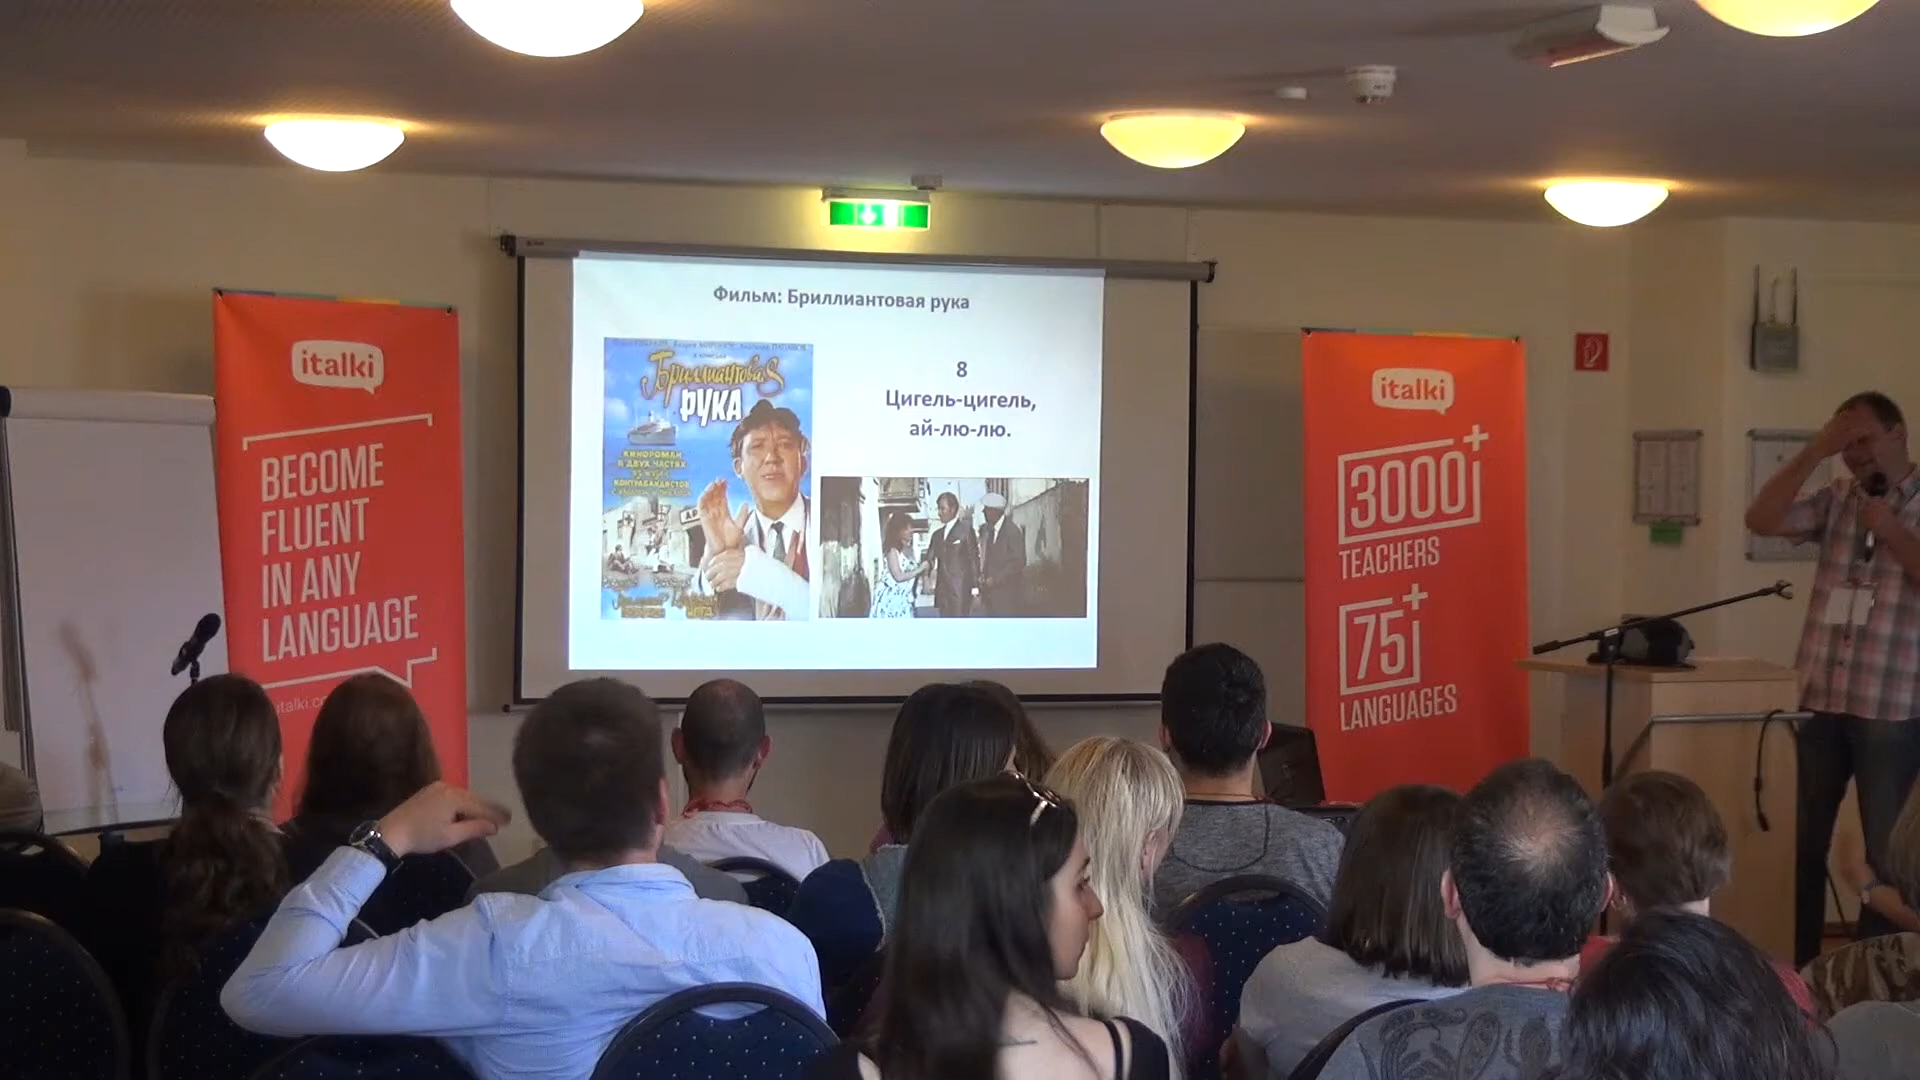 Фильм: Бриллиантовая рука
Бриллиантовая
РУКА
КИНОРОМАН
В ДВУХ ЧАСТЯХ
КОНТРАБАНДИСТОВ
8
Цигель-цигель,
ай-лю-лю.
italki
BECOME
FLUENT
IN ANY
LANGUAGE
italki
3000+
TEACHERS
75+
LANGUAGES